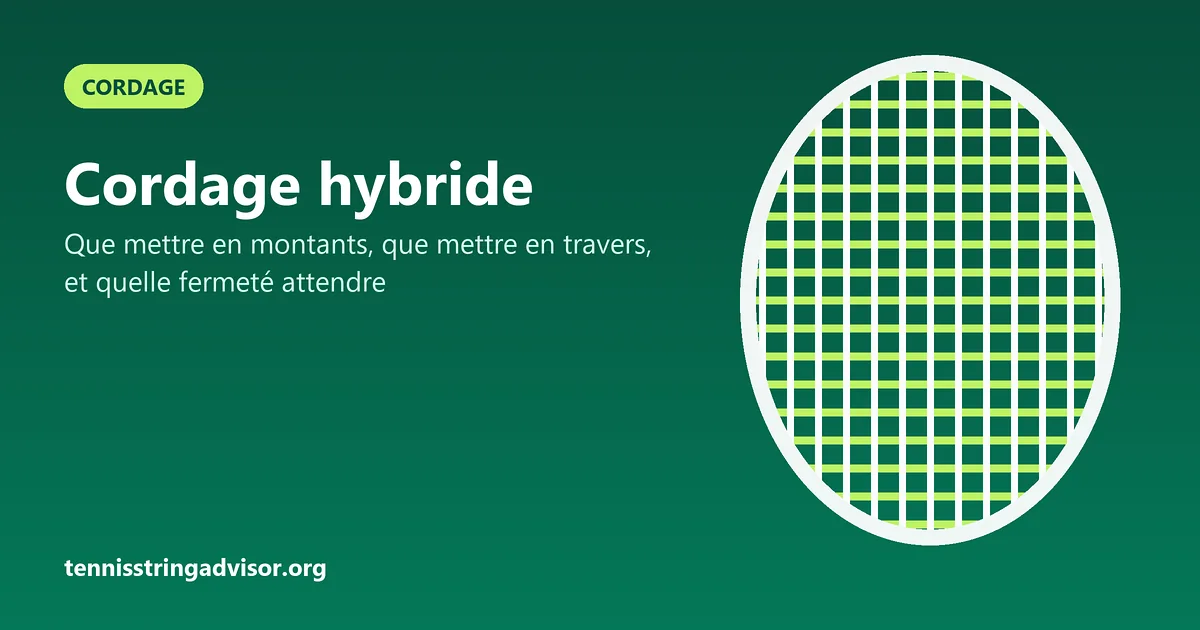 CORDAGE
Cordage hybride
Que mettre en montants, que mettre en travers,
et quelle fermeté attendre
tennisstringadvisor.org